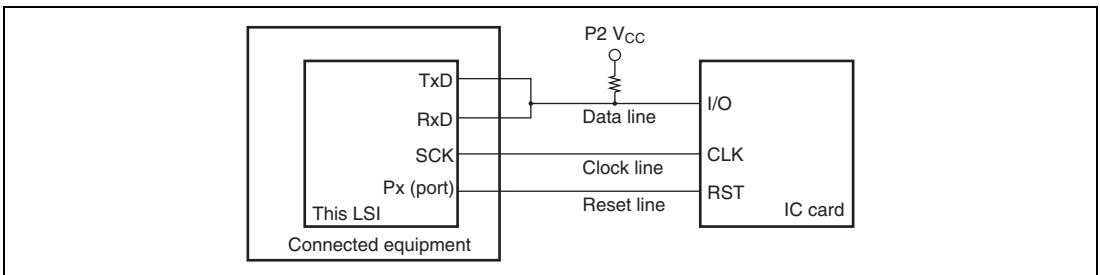 P2 VCC
TxD
RxD
SCK
Px (port)
This LSI
Connected equipment
Data line
Clock line
Reset line
I/O
CLK
RST
IC card